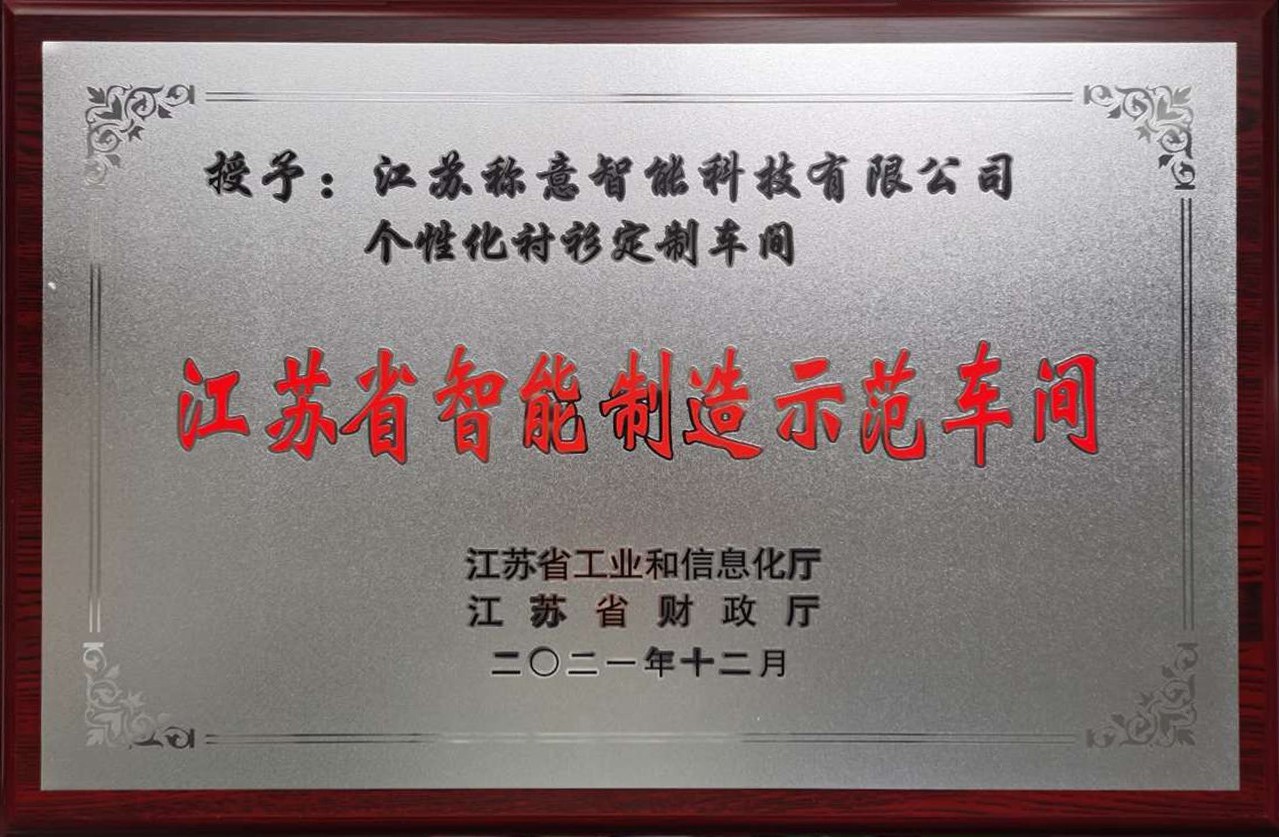 授予：江苏称意智能科技有限公司
个性化衬衫定制车间
江苏省智能制造示范车间
江苏省工业和信息化厅
江苏省财政厅
二〇二一年十二月